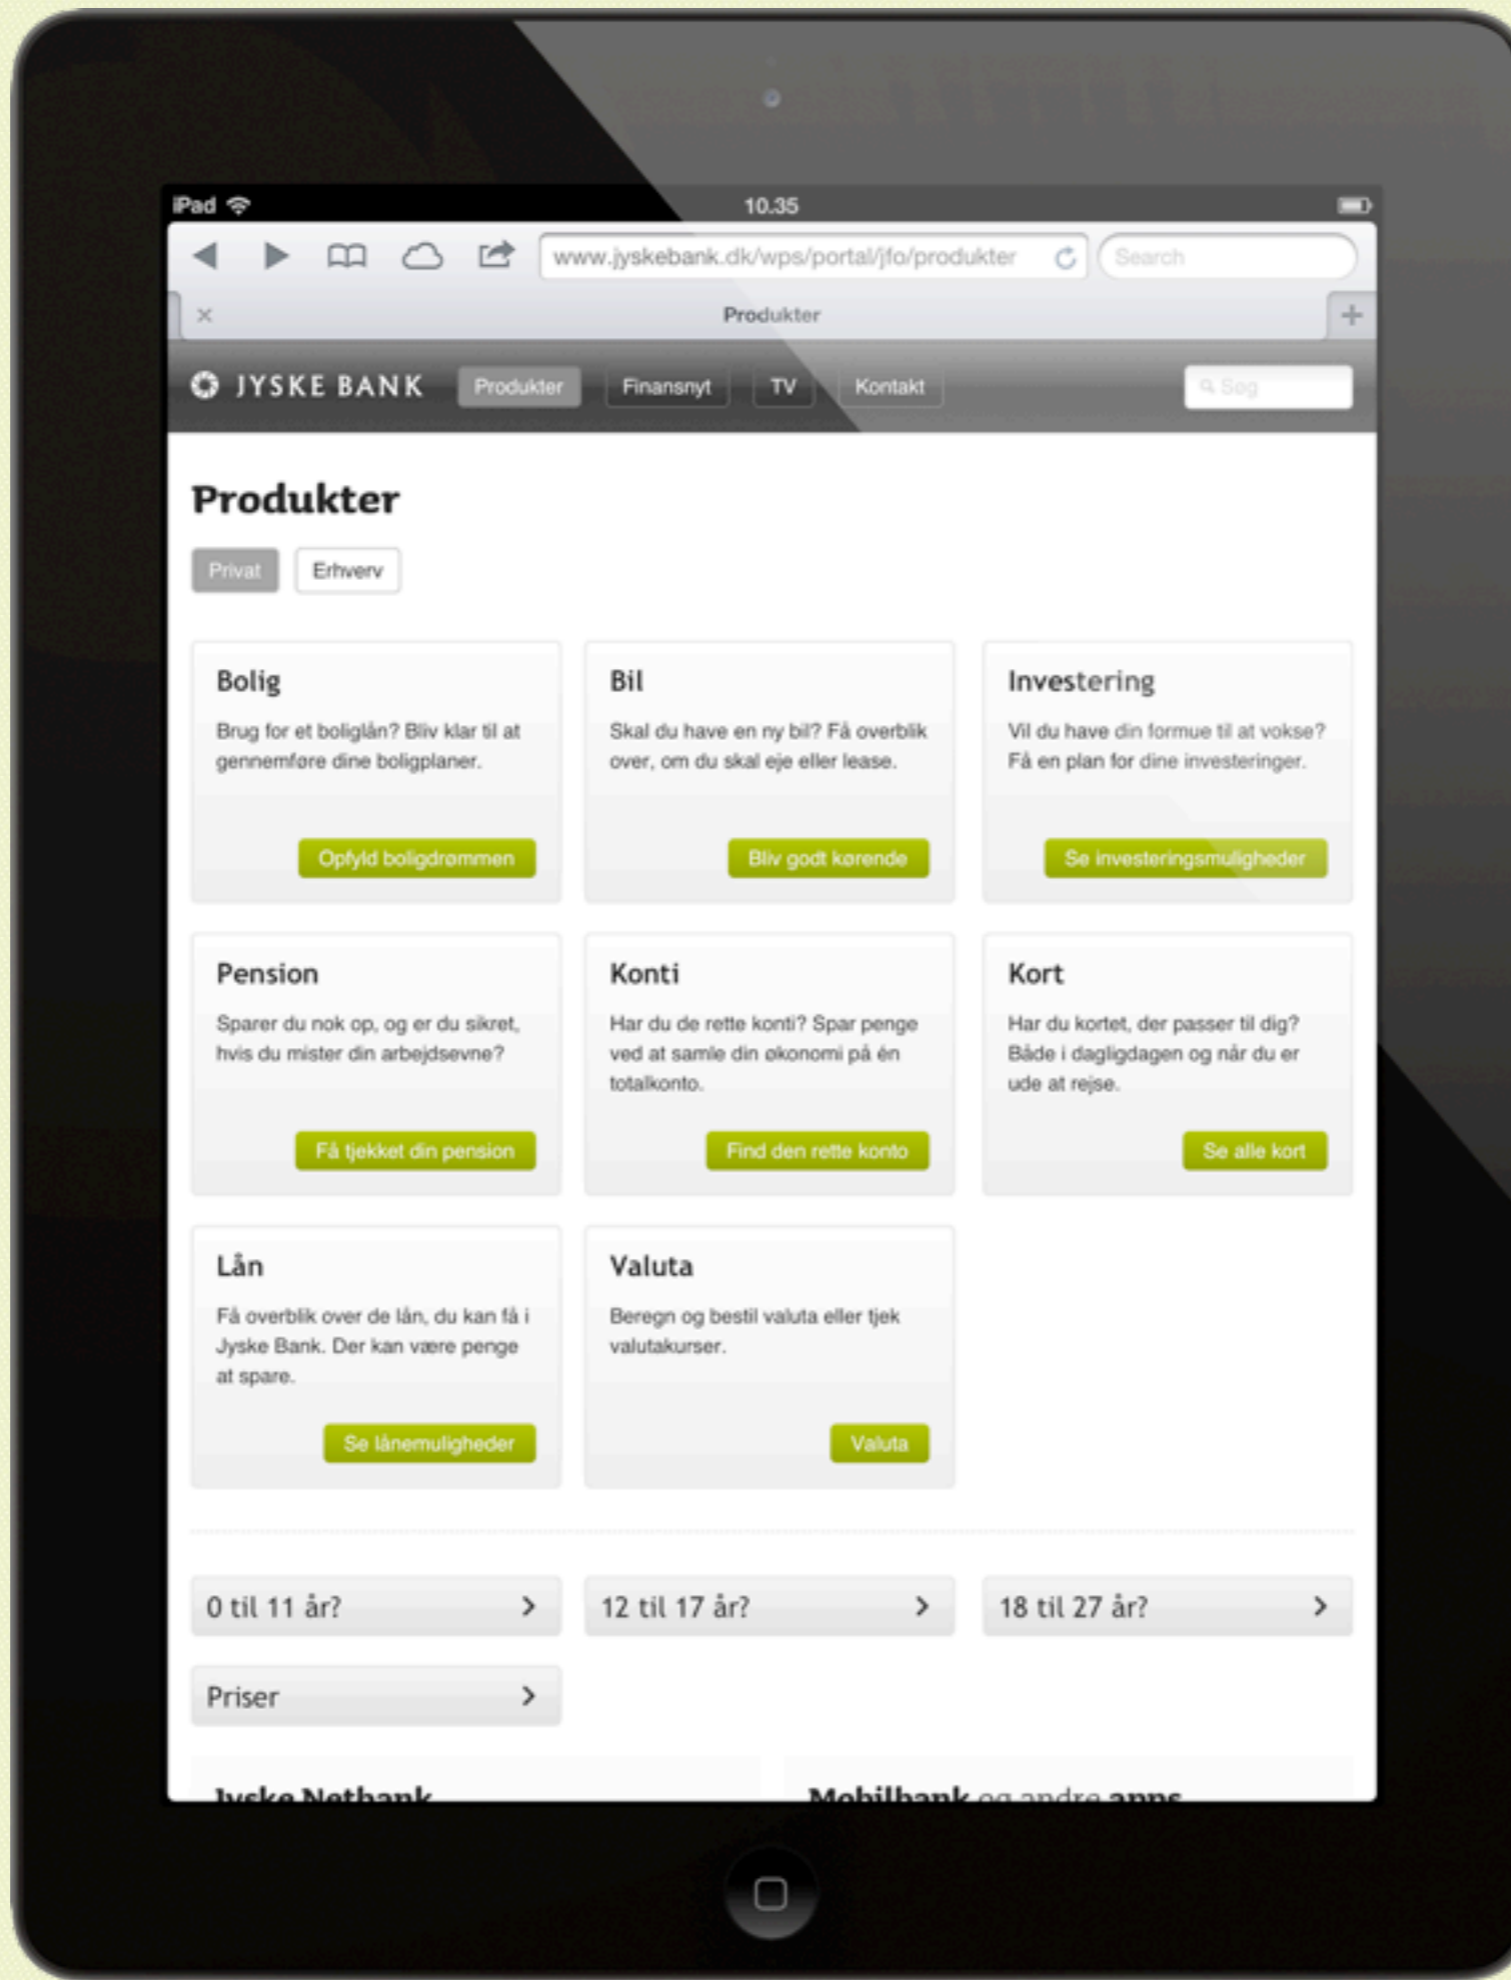 iPad 10.35
www.jyskebank.dk/wps/portal/jfo/produkter Search
Produkter
JYSKE BANK Produkter Finansnyt TV Kontakt Søg
Produkter
Privat Erhverv
Bolig
Brug for et boliglån? Bliv klar til at
gennemføre dine boligplaner.
Opfyld boligdrømmen
Bil
Skal du have en ny bil? Få overblik
over, om du skal eje eller lease.
Bliv godt kørende
Investering
Vil du have din formue til at vokse?
Få en plan for dine investeringer.
Se investeringsmuligheder
Pension
Sparer du nok op, og er du sikret,
hvis du mister din arbejdsevne?
Få tjekket din pension
Konti
Har du de rette konti? Spar penge
ved at samle din økonomi på én
totalkonto.
Find den rette konto
Kort
Har du kortet, der passer til dig?
Både i dagligdagen og når du er
ude at rejse.
Se alle kort
Lån
Få overblik over de lån, du kan få i
Jyske Bank. Der kan være penge
at spare.
Se lånemuligheder
Valuta
Beregn og bestil valuta eller tjek
valutakurser.
Valuta
0 til 11 år?
12 til 17 år?
18 til 27 år?
Priser
Jyske Netbank
Mobilbank og andre apps